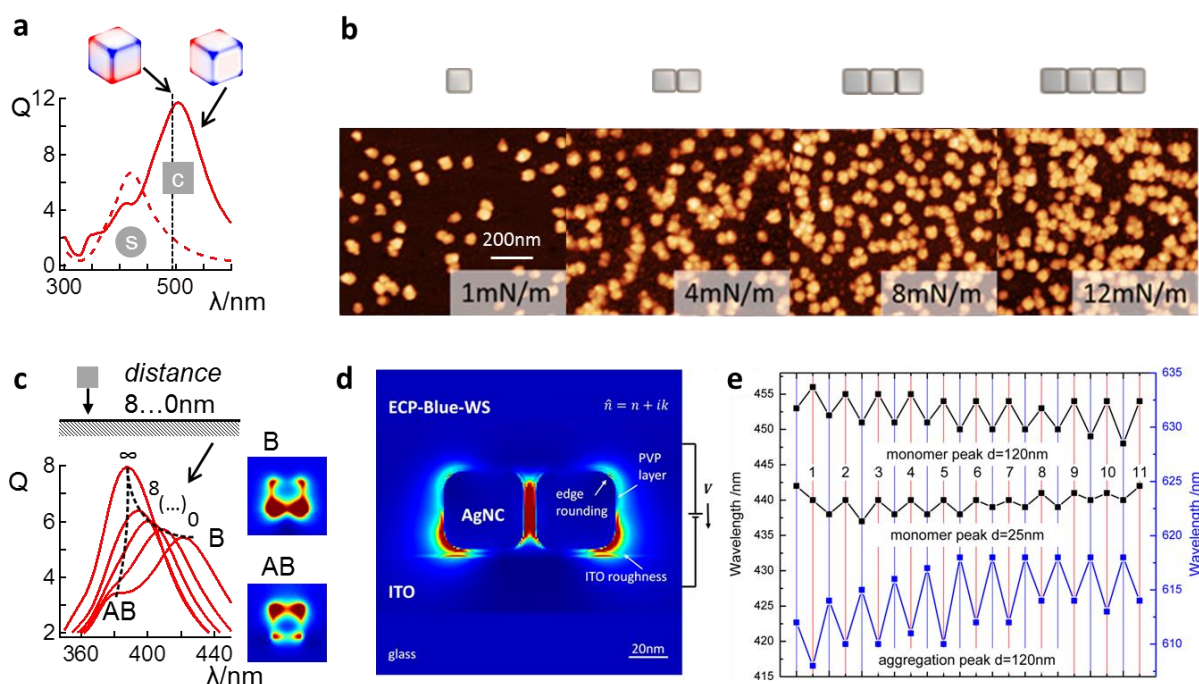 a
Q
12
8
4
0
300
500
λ/nm
C
S
b
200nm
1mN/m
4mN/m
8mN/m
12mN/m
c
distance
8...0nm
Q
8
6
4
2
∞
8
(...)
0
B
AB
360
400
440
λ/nm
B
AB
d
ECP-Blue-WS
n̂ = n + ik
PVP
layer
edge
rounding
AgNC
V
ITO roughness
ITO
glass
20nm
e
Wavelength /nm
455
450
445
440
435
430
425
420
415
monomer peak d=120nm
1 2 3 4 5 6 7 8 9 10 11
monomer peak d=25nm
aggregation peak d=120nm
635
630
625
620
615
610
Wavelength /nm